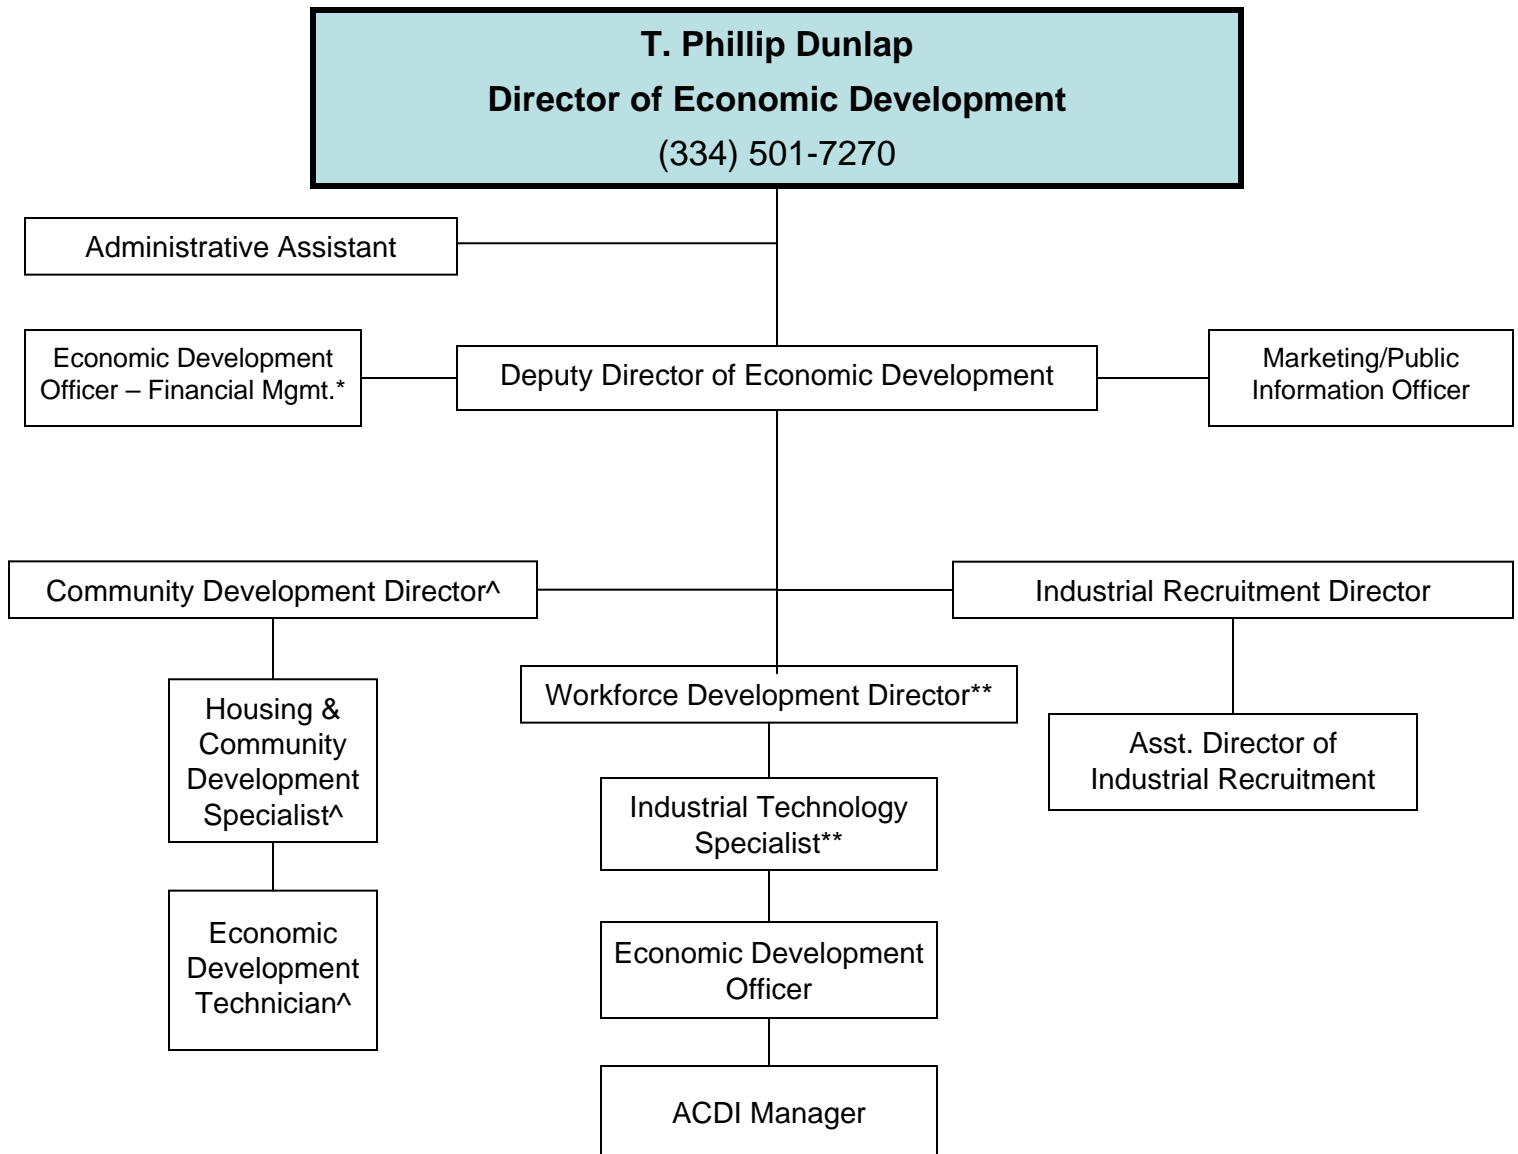 T. Phillip Dunlap
Director of Economic Development
(334) 501-7270
Administrative Assistant
Economic Development
Officer – Financial Mgmt.*
Deputy Director of Economic Development
Marketing/Public
Information Officer
Community Development Director^
Industrial Recruitment Director
Housing &
Community
Development
Specialist^
Workforce Development Director**
Asst. Director of
Industrial Recruitment
Industrial Technology
Specialist**
Economic
Development
Technician^
Economic Development
Officer
ACDI Manager